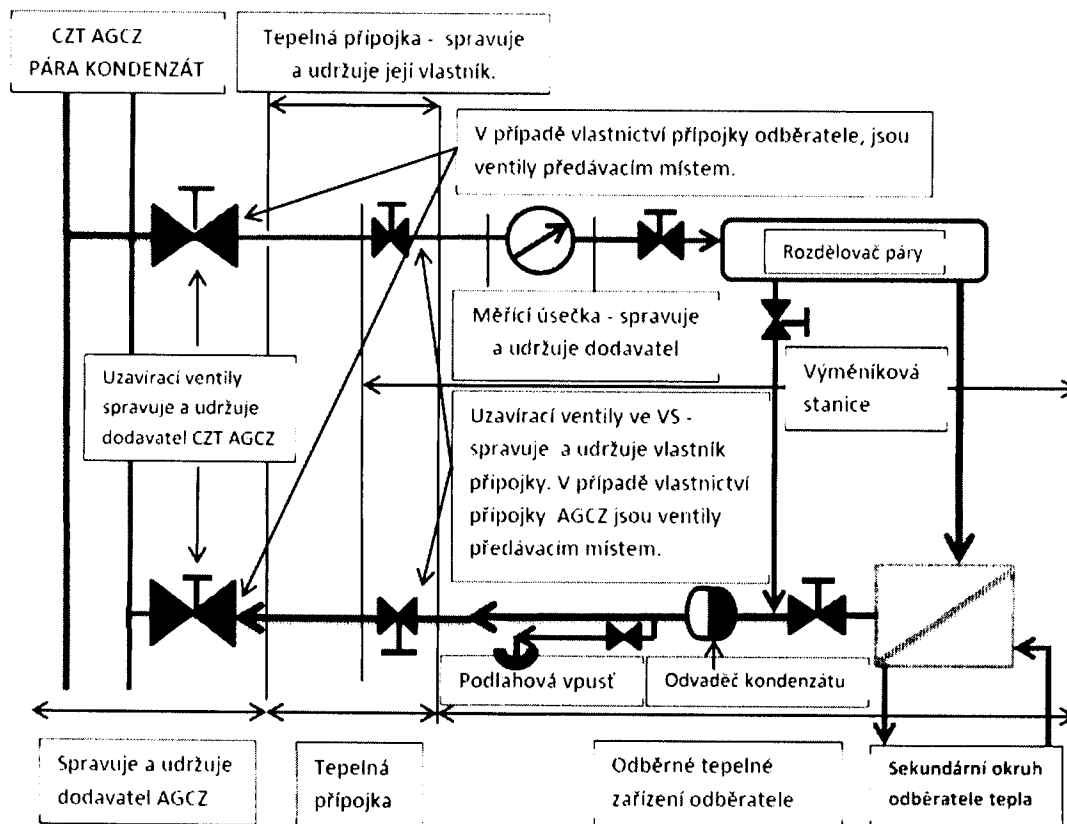 CZT AGCZ
PÁRA KONDENZÁT
Tepelná přípojka - spravuje
a udržuje její vlastník.
V případě vlastnictví přípojky odběratele, jsou
ventily předávacím místem.
Rozdělovač páry
Měřící úsečka - spravuje
a udržuje dodavatel
Výměníková
stanice
Uzavírací ventily
spravuje a udržuje
dodavatel CZT AGCZ
Uzavírací ventily ve VS -
spravuje a udržuje vlastník
přípojky. V případě vlastnictví
přípojky AGCZ jsou ventily
předávacím místem.
Podlahová vpusť
Odvaděč kondenzátu
Spravuje a udržuje
dodavatel AGCZ
Tepelná
přípojka
Odběrné tepelné
zařízení odběratele
Sekundární okruh
odběratele tepla